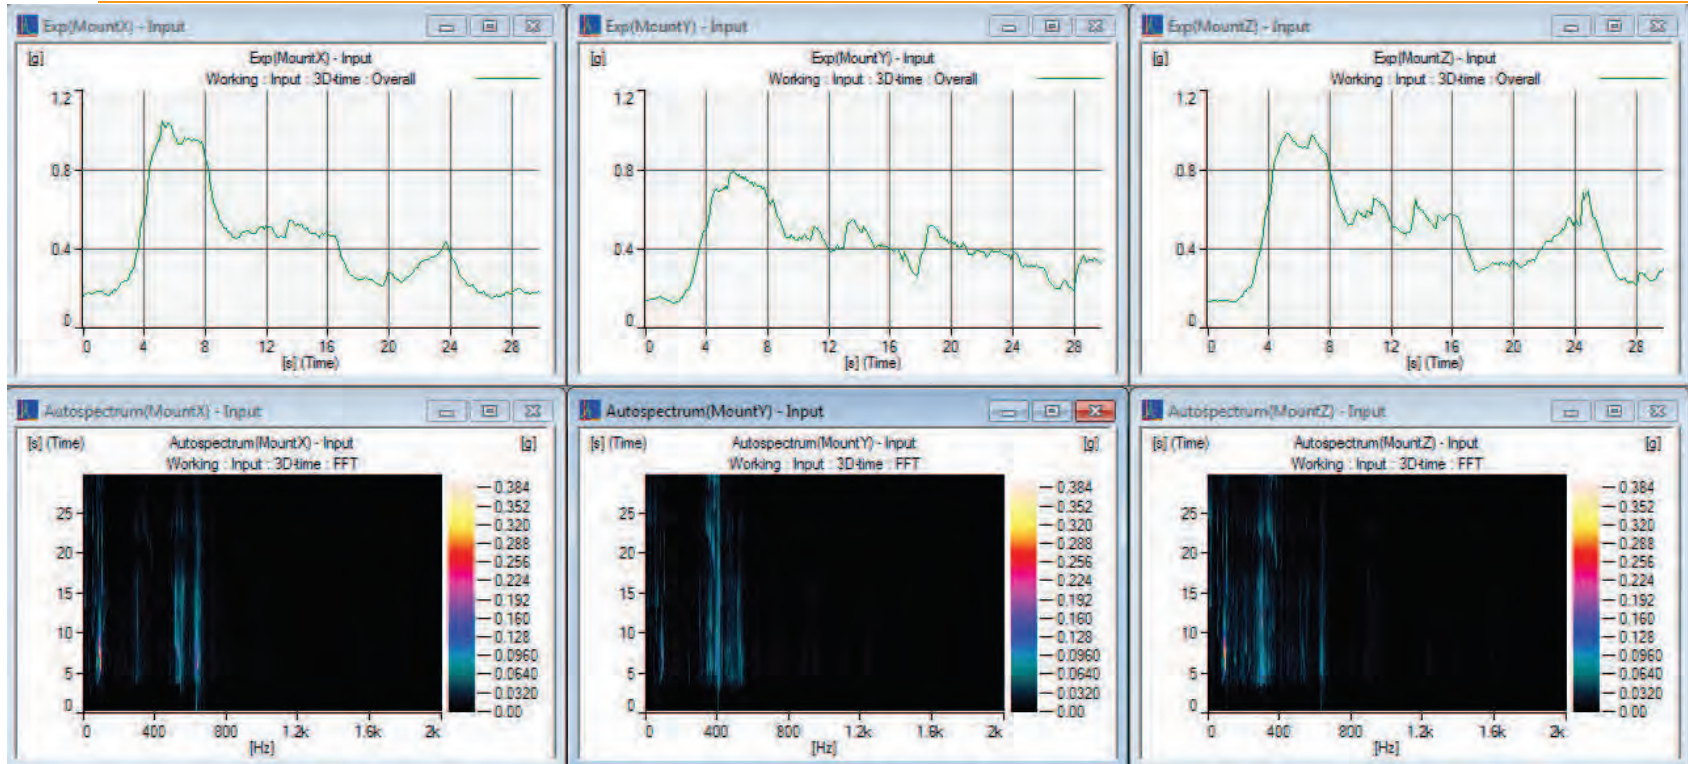 Exp(MountX) - Input
[g]
Exp(MountX) - Input
Working : Input : 3D-time : Overall
1.2
0.8
0.4
0
0 4 8 12 16 20 24 28
[s] (Time)
Exp(MountY) - Input
[g]
Exp(MountY) - Input
Working : Input : 3D-time : Overall
1.2
0.8
0.4
0
0 4 8 12 16 20 24 28
[s] (Time)
Exp(MountZ) - Input
[g]
Exp(MountZ) - Input
Working : Input : 3D-time : Overall
1.2
0.8
0.4
0
0 4 8 12 16 20 24 28
[s] (Time)
Autospectrum(MountX) - Input
[s] (Time) Autospectrum(MountX) - Input [g]
Working : Input : 3D-time : FFT
25
20
15
10
5
0
0 400 800 1.2k 1.6k 2k
[Hz]
0.384
0.352
0.320
0.288
0.256
0.224
0.192
0.160
0.128
0.0960
0.0640
0.0320
0.00
Autospectrum(MountY) - Input
[s] (Time) Autospectrum(MountY) - Input [g]
Working : Input : 3D-time : FFT
25
20
15
10
5
0
0 400 800 1.2k 1.6k 2k
[Hz]
0.384
0.352
0.320
0.288
0.256
0.224
0.192
0.160
0.128
0.0960
0.0640
0.0320
0.00
Autospectrum(MountZ) - Input
[s] (Time) Autospectrum(MountZ) - Input [g]
Working : Input : 3D-time : FFT
25
20
15
10
5
0
0 400 800 1.2k 1.6k 2k
[Hz]
0.384
0.352
0.320
0.288
0.256
0.224
0.192
0.160
0.128
0.0960
0.0640
0.0320
0.00